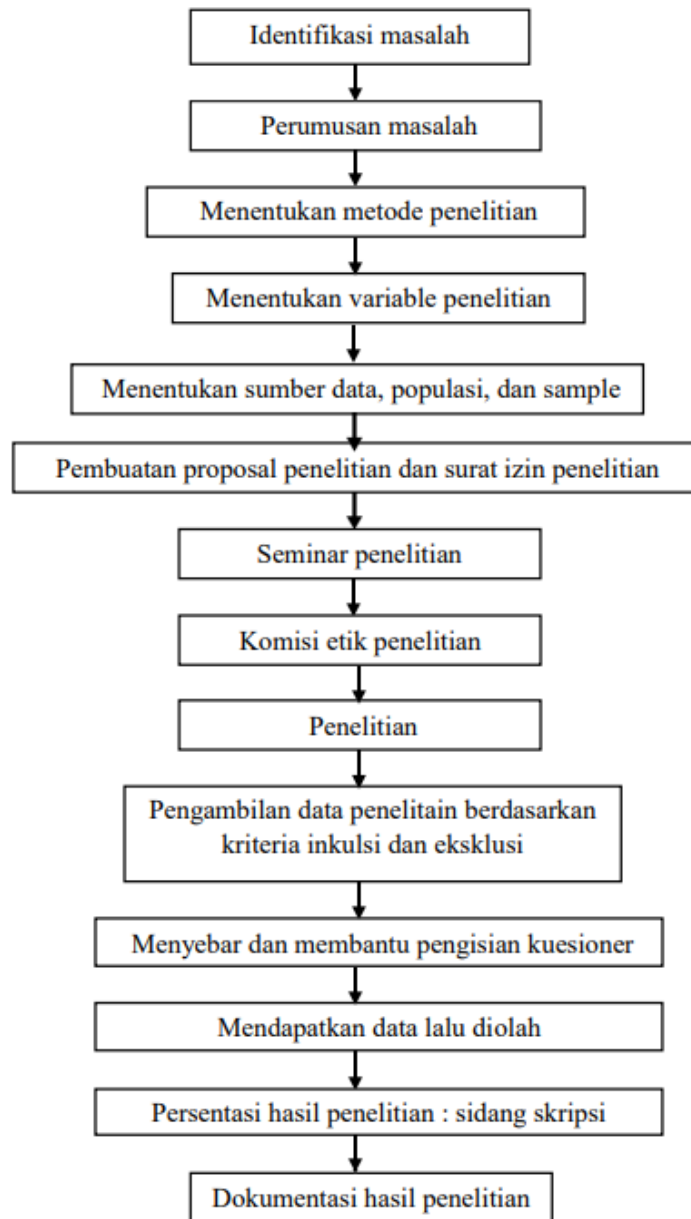 Identifikasi masalah
Perumusan masalah
Menentukan metode penelitian
Menentukan variable penelitian
Menentukan sumber data, populasi, dan sample
Pembuatan proposal penelitian dan surat izin penelitian
Seminar penelitian
Komisi etik penelitian
Penelitian
Pengambilan data penelitain berdasarkan
kriteria inkulsi dan eksklusi
Menyebar dan membantu pengisian kuesioner
Mendapatkan data lalu diolah
Persentasi hasil penelitian : sidang skripsi
Dokumentasi hasil penelitian